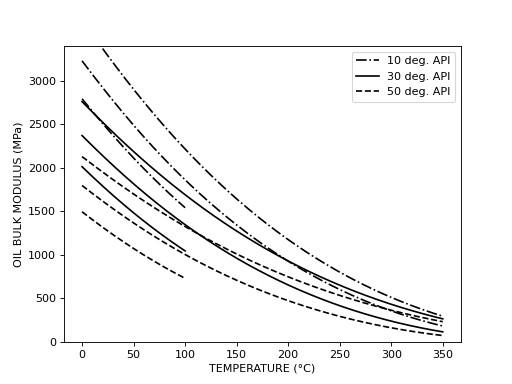 10 deg. API
30 deg. API
50 deg. API
OIL BULK MODULUS (MPa)
3000
2500
2000
1500
1000
500
0
0 50 100 150 200 250 300 350
TEMPERATURE (°C)